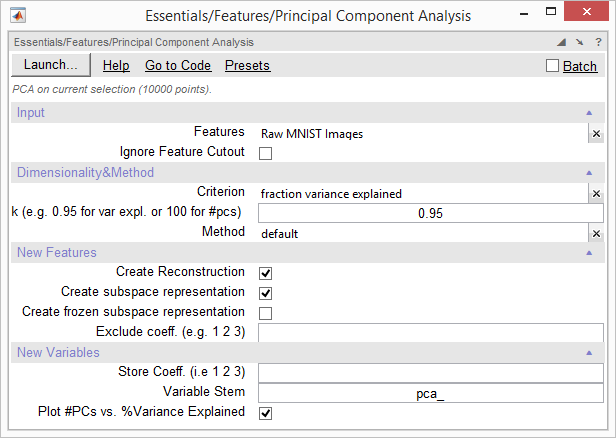 Essentials/Features/Principal Component Analysis
Essentials/Features/Principal Component Analysis ?
Launch... Help Go to Code Presets Batch
PCA on current selection (10000 points).
Input
Features Raw MNIST Images
Ignore Feature Cutout
Dimensionality&Method
Criterion fraction variance explained
k (e.g. 0.95 for var expl. or 100 for #pcs) 0.95
Method default
New Features
Create Reconstruction
Create subspace representation
Create frozen subspace representation
Exclude coeff. (e.g. 1 2 3)
New Variables
Store Coeff. (i.e 1 2 3)
Variable Stem pca_
Plot #PCs vs. %Variance Explained